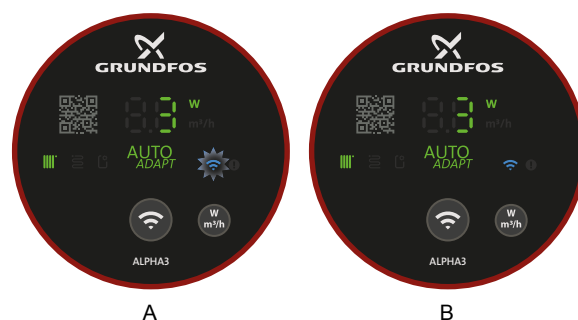 GRUNDFOS
3 W
m³/h
AUTO
ADAPT
W
m³/h
ALPHA3
A
GRUNDFOS
3 W
m³/h
AUTO
ADAPT
W
m³/h
ALPHA3
B